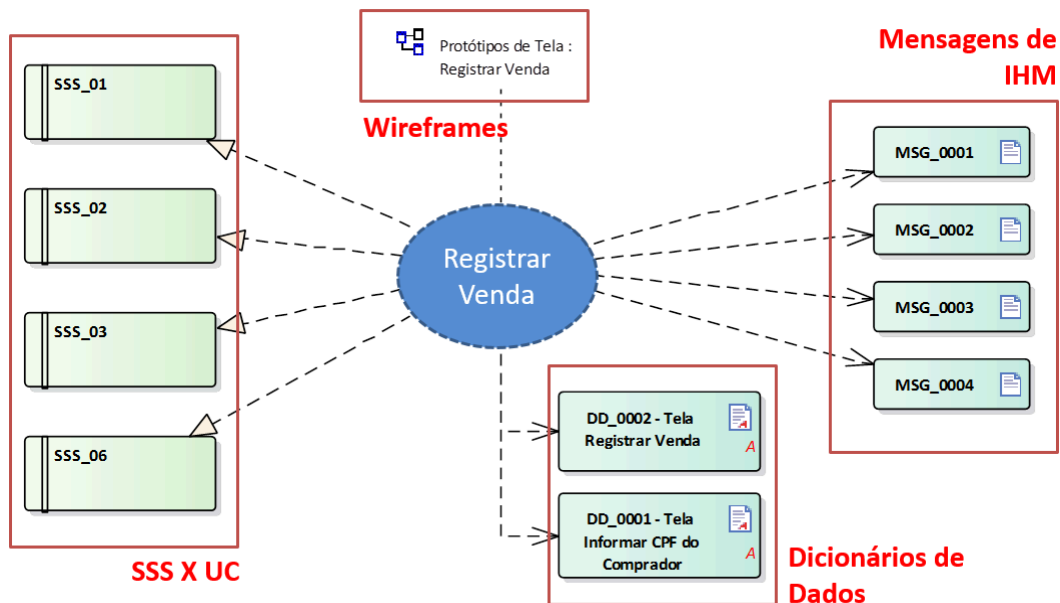 SSS_01
SSS_02
SSS_03
SSS_06
SSS X UC
Protótipos de Tela :
Registrar Venda
Wireframes
Registrar
Venda
Mensagens de
IHM
MSG_0001
MSG_0002
MSG_0003
MSG_0004
DD_0002 - Tela
Registrar Venda
A
DD_0001 - Tela
Informar CPF do
Comprador
A
Dicionários de
Dados